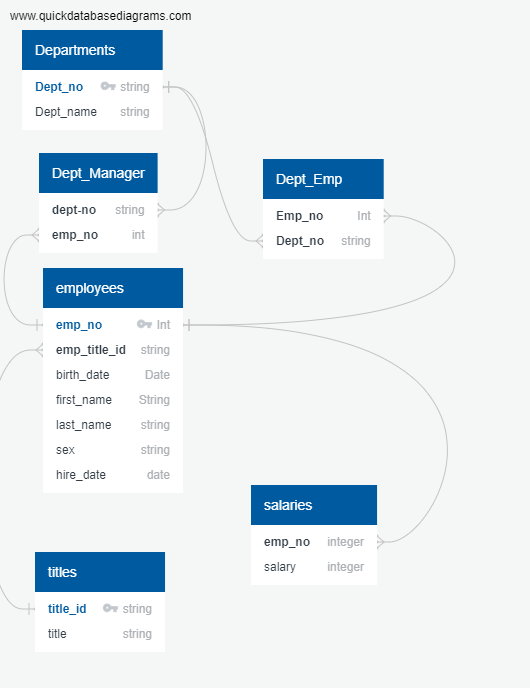 www.quickdatabasediagrams.com
Departments
Dept_no string
Dept_name string
Dept_Manager
dept-no string
emp_no int
Dept_Emp
Emp_no Int
Dept_no string
employees
emp_no Int
emp_title_id string
birth_date Date
first_name String
last_name string
sex string
hire_date date
salaries
emp_no integer
salary integer
titles
title_id string
title string